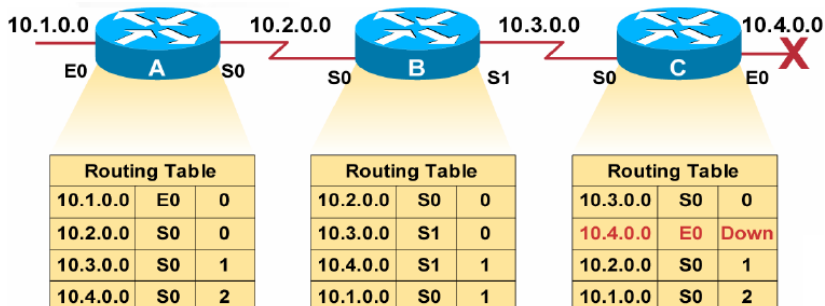 10.1.0.0 10.2.0.0 10.3.0.0 10.4.0.0
E0 A S0 S0 B S1 S0 C E0
Routing Table
10.1.0.0 E0 0
10.2.0.0 S0 0
10.3.0.0 S0 1
10.4.0.0 S0 2
Routing Table
10.2.0.0 S0 0
10.3.0.0 S1 0
10.4.0.0 S1 1
10.1.0.0 S0 1
Routing Table
10.3.0.0 S0 0
10.4.0.0 E0 Down
10.2.0.0 S0 1
10.1.0.0 S0 2